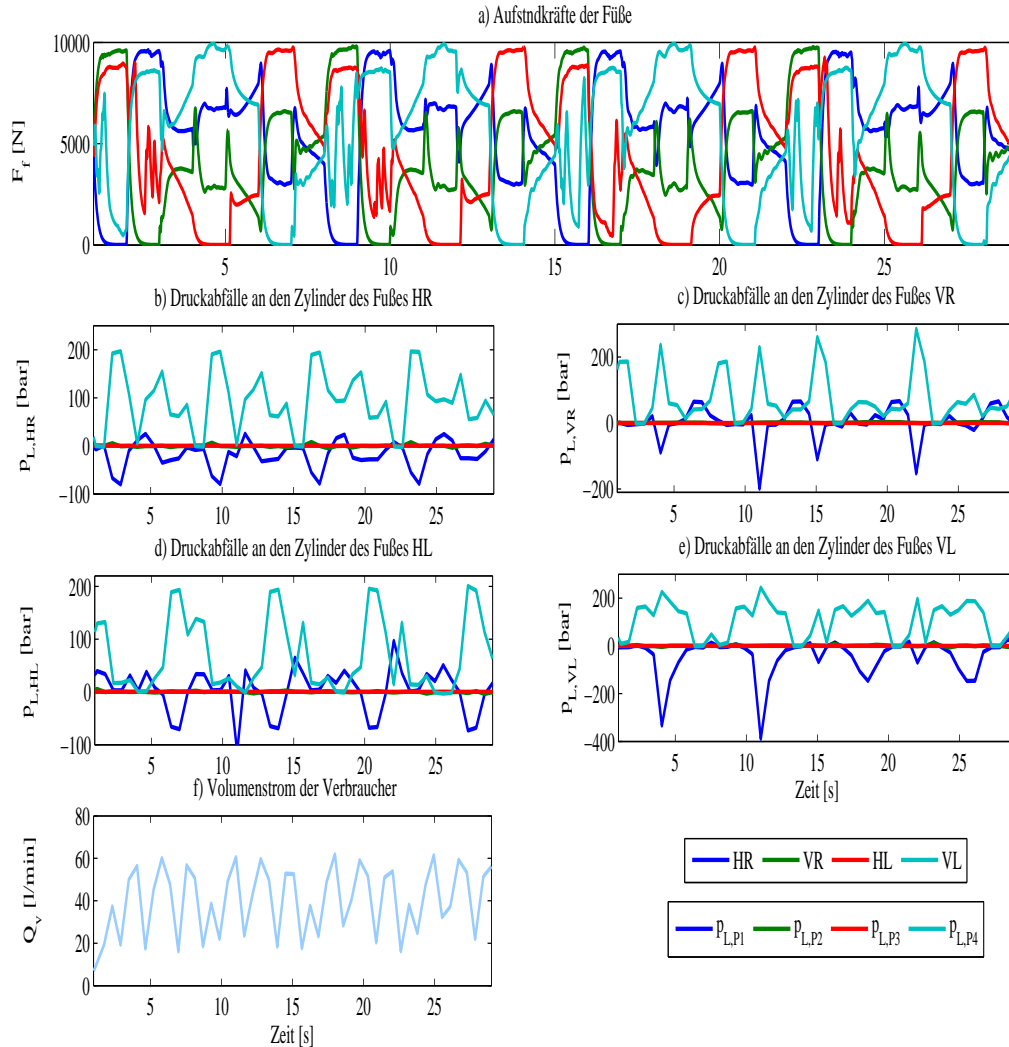 a) Aufstndkräfte der Füße
F_f [N]
10000
5000
0
5 10 15 20 25
b) Druckabfälle an den Zylinder des Fußes HR
p_L,HR [bar]
200
100
0
−100
5 10 15 20 25
c) Druckabfälle an den Zylinder des Fußes VR
p_L,VR [bar]
200
0
−200
5 10 15 20 25
d) Druckabfälle an den Zylinder des Fußes HL
p_L,HL [bar]
200
100
0
−100
5 10 15 20 25
e) Druckabfälle an den Zylinder des Fußes VL
p_L,VL [bar]
200
0
−200
−400
5 10 15 20 25
Zeit [s]
f) Volumenstrom der Verbraucher
Q_v [l/min]
80
60
40
20
0
5 10 15 20 25
Zeit [s]
HR VR HL VL
p_L,P1 p_L,P2 p_L,P3 p_L,P4